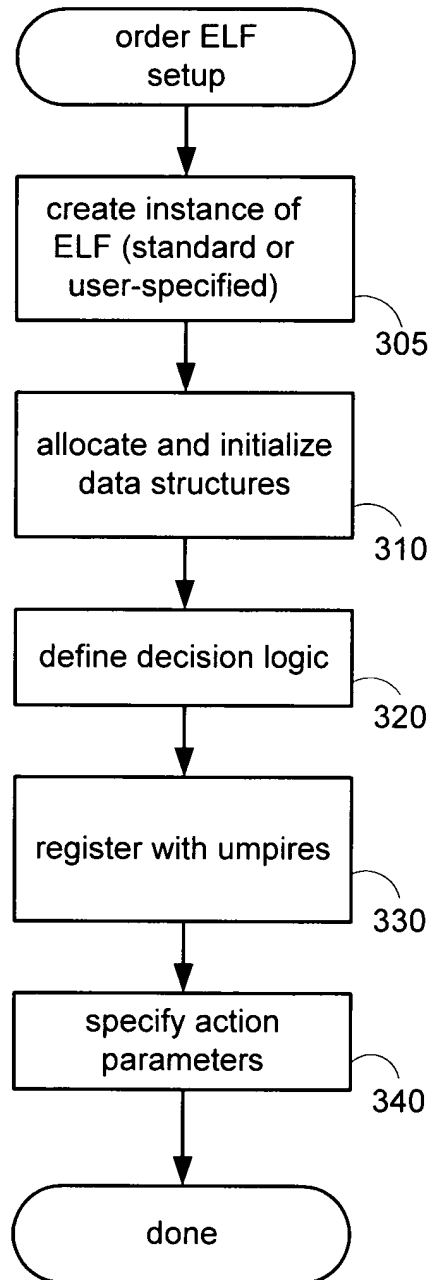 order ELF
setup
create instance of
ELF (standard or
user-specified)
305
allocate and initialize
data structures
310
define decision logic
320
register with umpires
330
specify action
parameters
340
done